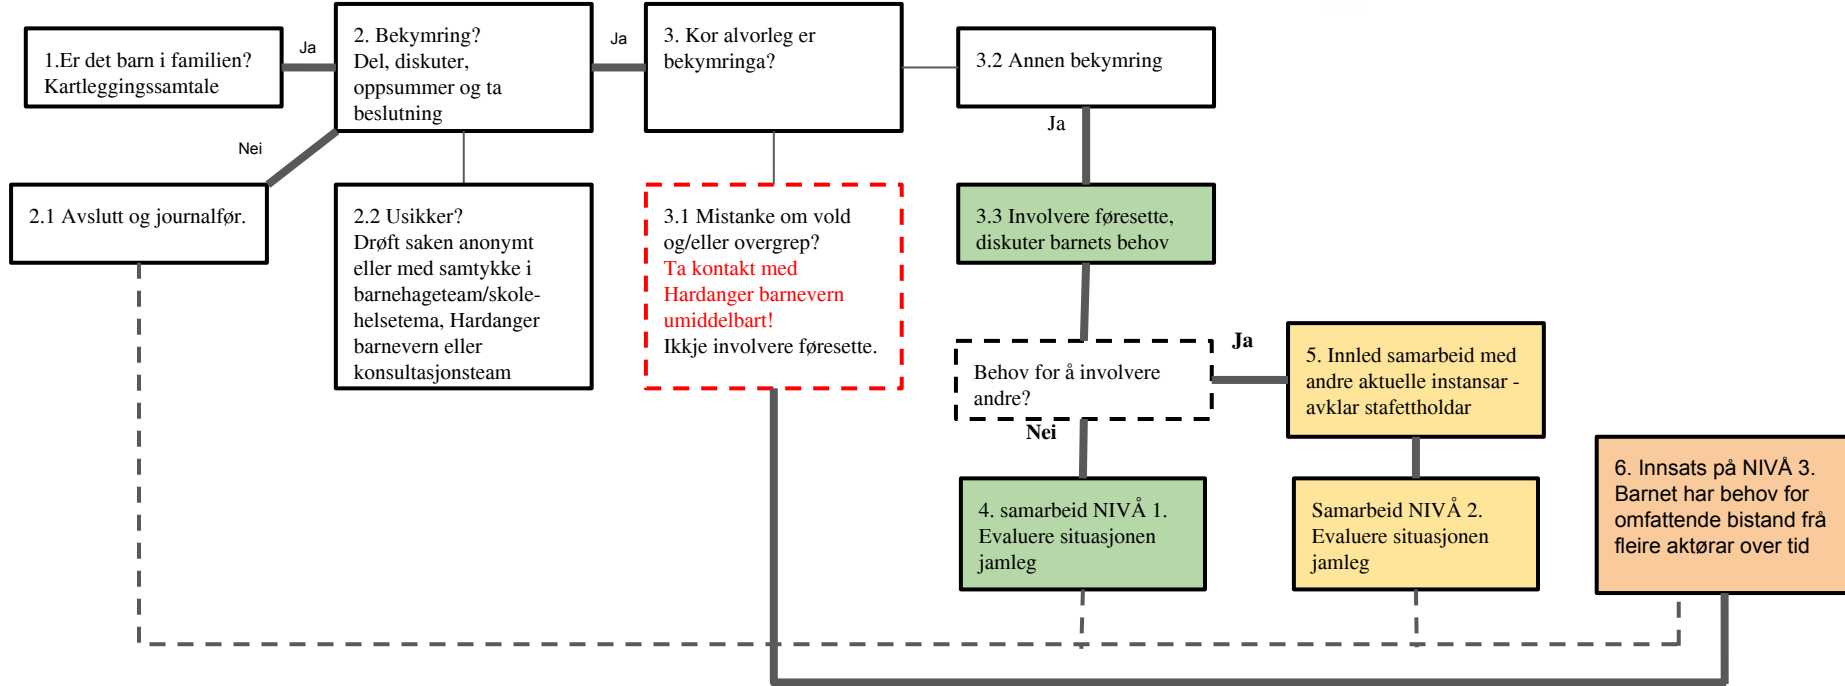 1.Er det barn i familien?
Kartleggingssamtale
Ja
2. Bekymring?
Del, diskuter,
oppsummer og ta
beslutning
Ja
3. Kor alvorleg er
bekymringa?
3.2 Annen bekymring
Nei
Ja
2.1 Avslutt og journalfør.
2.2 Usikker?
Drøft saken anonymt
eller med samtykke i
barnehageteam/skole-
helsetema, Hardanger
barnevern eller
konsultasjonsteam
3.1 Mistanke om vold
og/eller overgrep?
Ta kontakt med
Hardanger barnevern
umiddelbart!
Ikkje involvere føresette.
3.3 Involvere føresette,
diskuter barnets behov
Behov for å involvere
andre?
Ja
5. Innled samarbeid med
andre aktuelle instansar -
avklar stafettholdar
Nei
4. samarbeid NIVÅ 1.
Evaluere situasjonen
jamleg
Samarbeid NIVÅ 2.
Evaluere situasjonen
jamleg
6. Innsats på NIVÅ 3.
Barnet har behov for
omfattende bistand frå
fleire aktørar over tid